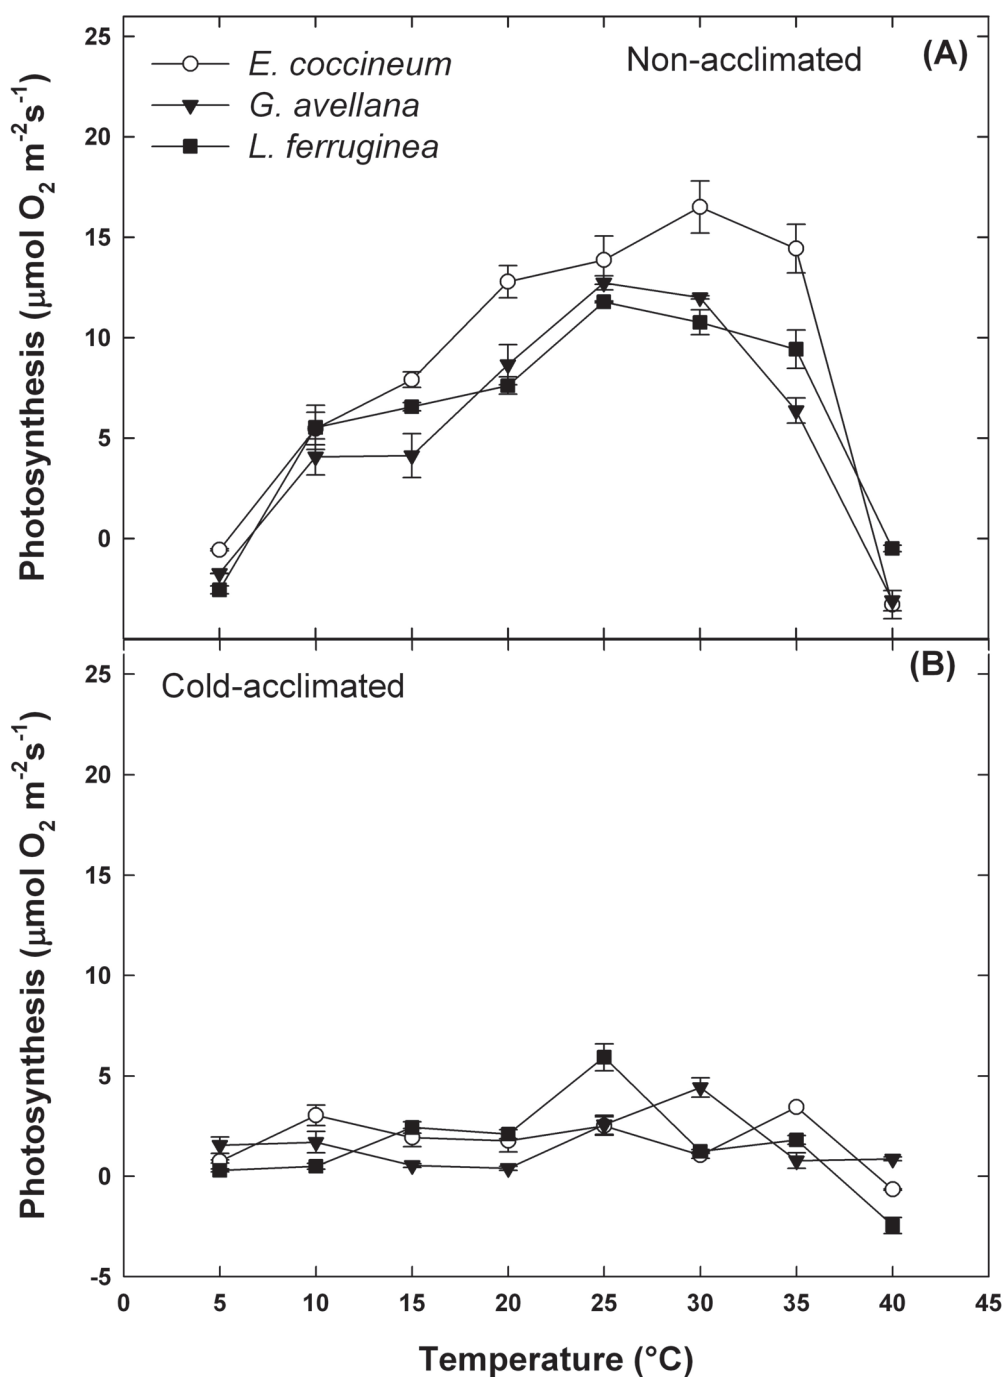 25
20
15
10
5
0
Photosynthesis (μmol O₂ m⁻²s⁻¹)
E. coccineum
G. avellana
L. ferruginea
Non-acclimated
(A)
25
20
15
10
5
0
-5
Photosynthesis (μmol O₂ m⁻²s⁻¹)
Cold-acclimated
(B)
0 5 10 15 20 25 30 35 40 45
Temperature (°C)